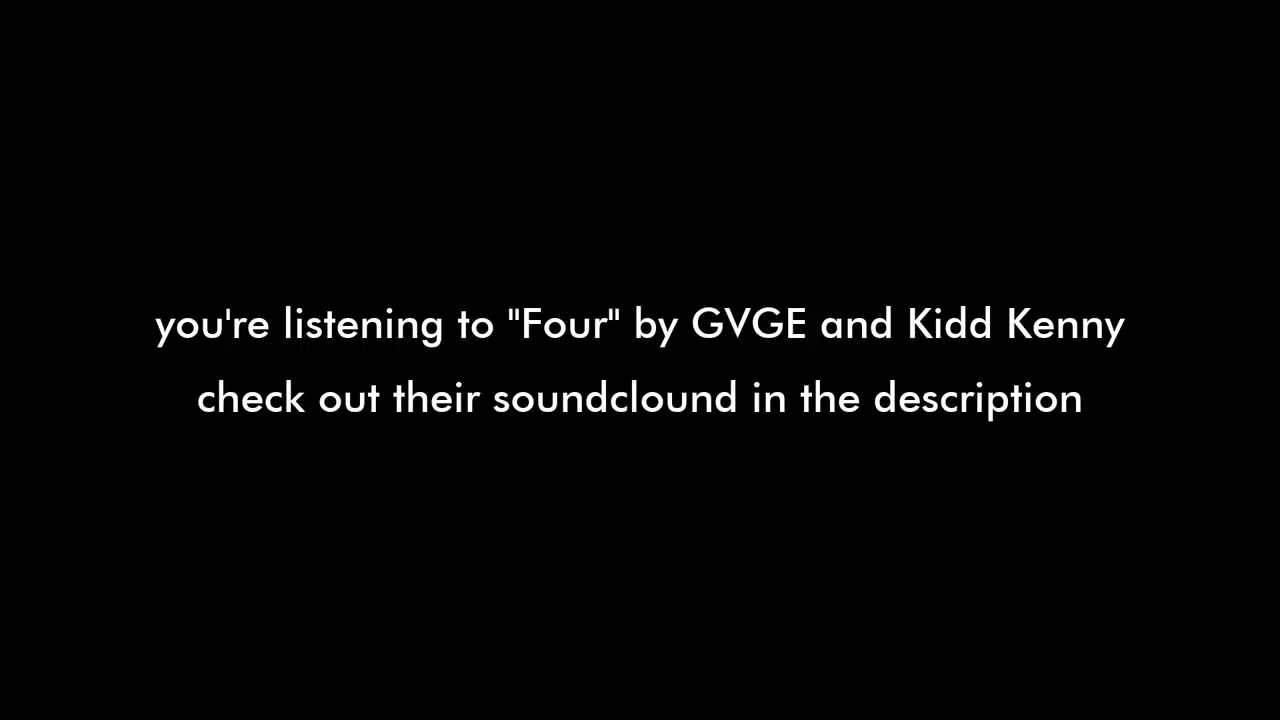 you're listening to "Four" by GVGE and Kidd Kenny
check out their soundclound in the description